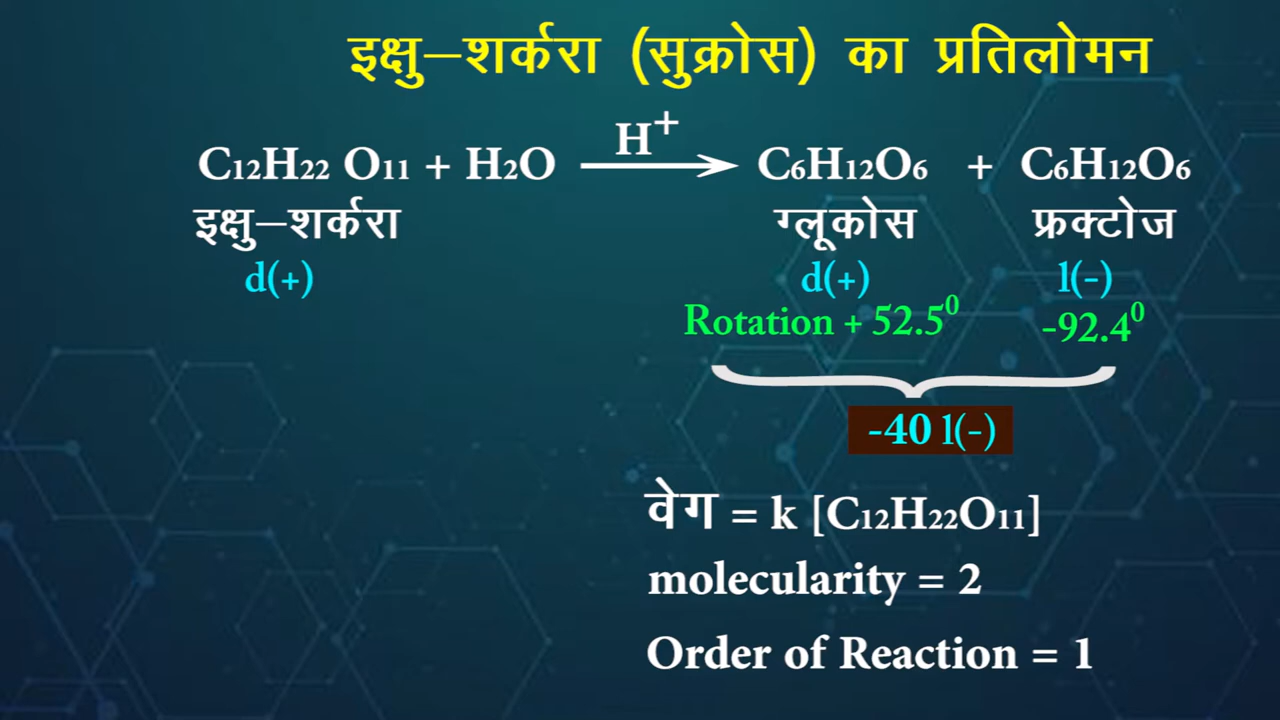 इक्षु–शर्करा (सुक्रोस) का प्रतिलोमन
H⁺
C₁₂H₂₂ O₁₁ + H₂O ⟶ C₆H₁₂O₆ + C₆H₁₂O₆
इक्षु–शर्करा ग्लूकोस फ्रक्टोज
d(+) d(+) l(-)
Rotation + 52.5⁰ -92.4⁰
-40 l(-)
वेग = k [C₁₂H₂₂O₁₁]
molecularity = 2
Order of Reaction = 1